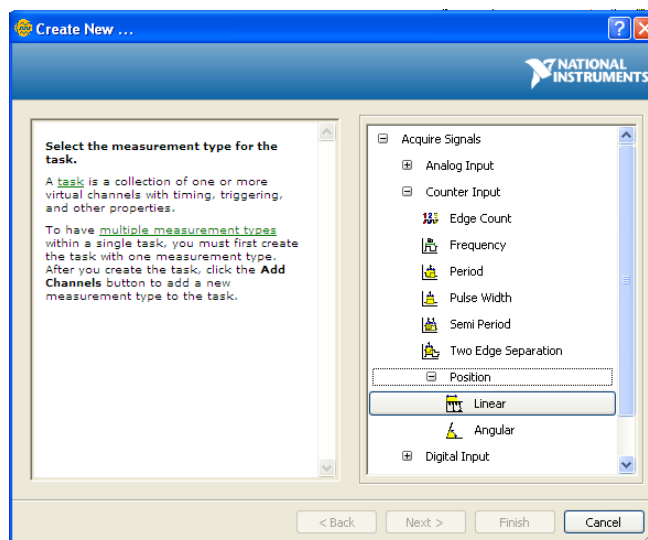 Create New ...
NATIONAL
INSTRUMENTS
Select the measurement type for the
task.
A task is a collection of one or more
virtual channels with timing, triggering,
and other properties.
To have multiple measurement types
within a single task, you must first create
the task with one measurement type.
After you create the task, click the Add
Channels button to add a new
measurement type to the task.
Acquire Signals
Analog Input
Counter Input
Edge Count
Frequency
Period
Pulse Width
Semi Period
Two Edge Separation
Position
Linear
Angular
Digital Input
< Back
Next >
Finish
Cancel